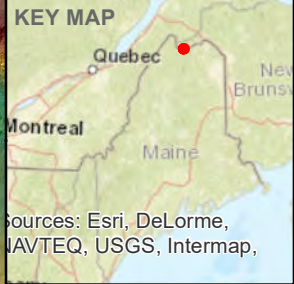 KEY MAP
Quebec
New
Brunsw
Montreal
Maine
Sources: Esri, DeLorme,
NAVTEQ, USGS, Intermap,